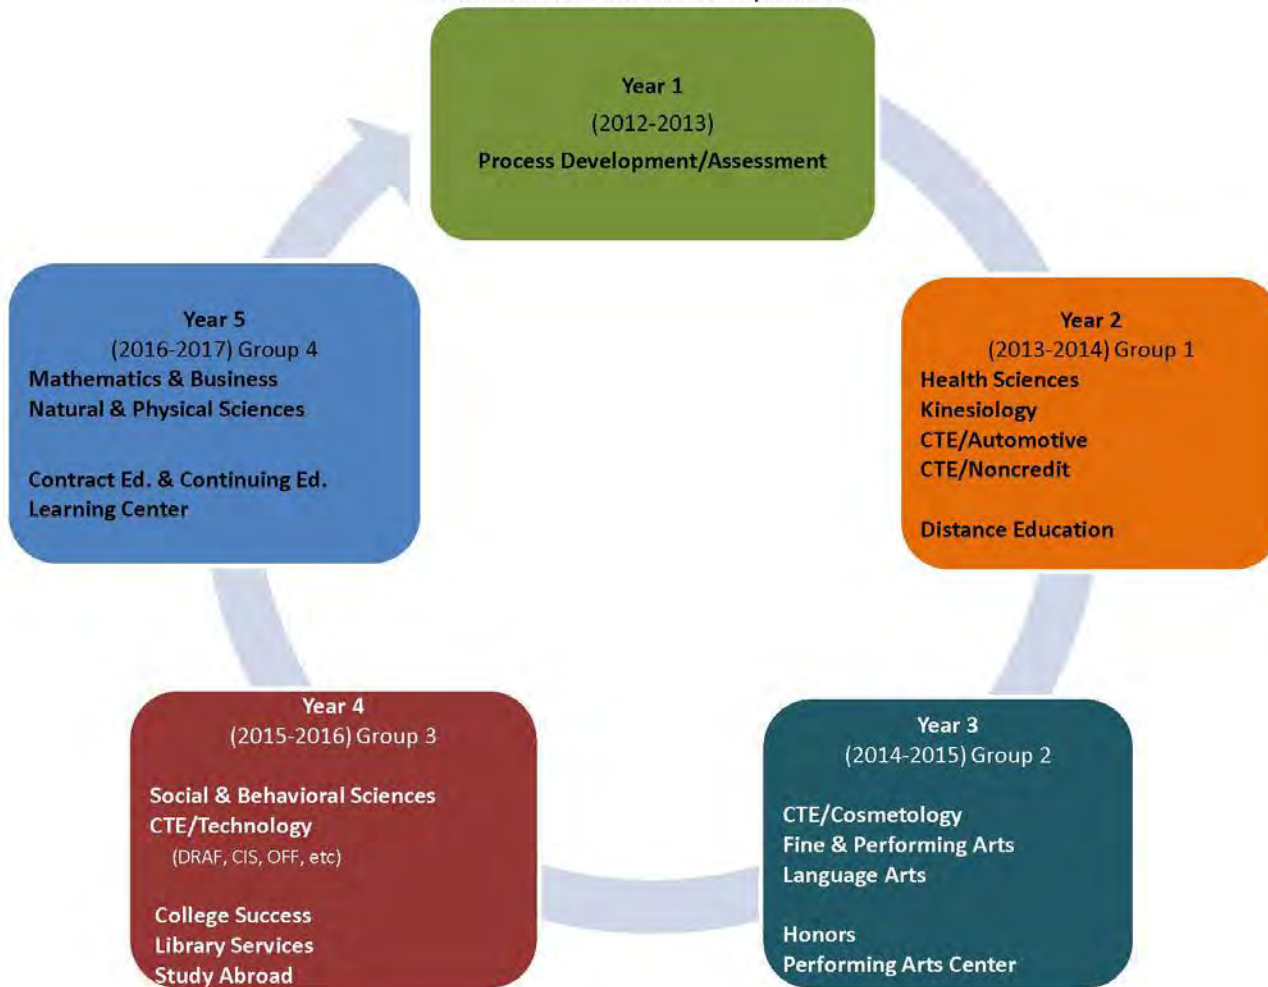 Year 1
(2012-2013)
Process Development/Assessment
Year 2
(2013-2014) Group 1
Health Sciences
Kinesiology
CTE/Automotive
CTE/Noncredit
Distance Education
Year 3
(2014-2015) Group 2
CTE/Cosmetology
Fine & Performing Arts
Language Arts
Honors
Performing Arts Center
Year 4
(2015-2016) Group 3
Social & Behavioral Sciences
CTE/Technology
(DRAF, CIS, OFF, etc)
College Success
Library Services
Study Abroad
Year 5
(2016-2017) Group 4
Mathematics & Business
Natural & Physical Sciences
Contract Ed. & Continuing Ed.
Learning Center